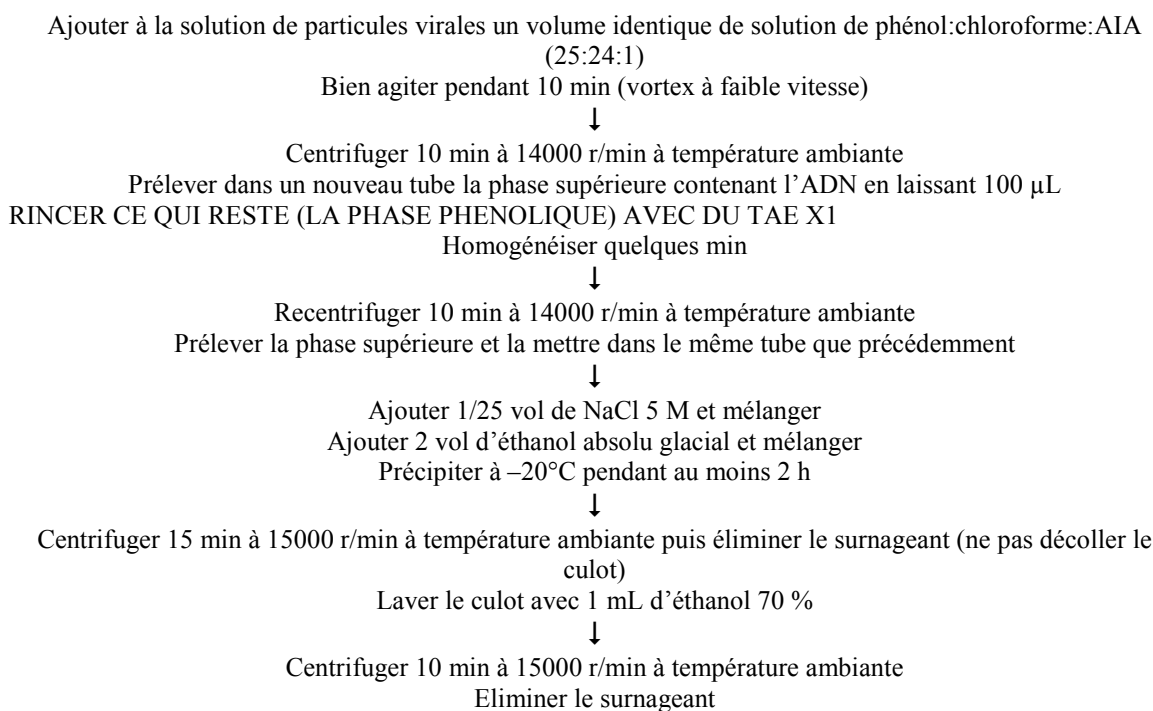 Ajouter à la solution de particules virales un volume identique de solution de phénol:chloroforme:AIA
(25:24:1)
Bien agiter pendant 10 min (vortex à faible vitesse)
↓
Centrifuger 10 min à 14000 r/min à température ambiante
Prélever dans un nouveau tube la phase supérieure contenant l’ADN en laissant 100 µL
RINCER CE QUI RESTE (LA PHASE PHENOLIQUE) AVEC DU TAE X1
Homogénéiser quelques min
↓
Recentrifuger 10 min à 14000 r/min à température ambiante
Prélever la phase supérieure et la mettre dans le même tube que précédemment
↓
Ajouter 1/25 vol de NaCl 5 M et mélanger
Ajouter 2 vol d’éthanol absolu glacial et mélanger
Précipiter à –20°C pendant au moins 2 h
↓
Centrifuger 15 min à 15000 r/min à température ambiante puis éliminer le surnageant (ne pas décoller le
culot)
Laver le culot avec 1 mL d’éthanol 70 %
↓
Centrifuger 10 min à 15000 r/min à température ambiante
Eliminer le surnageant